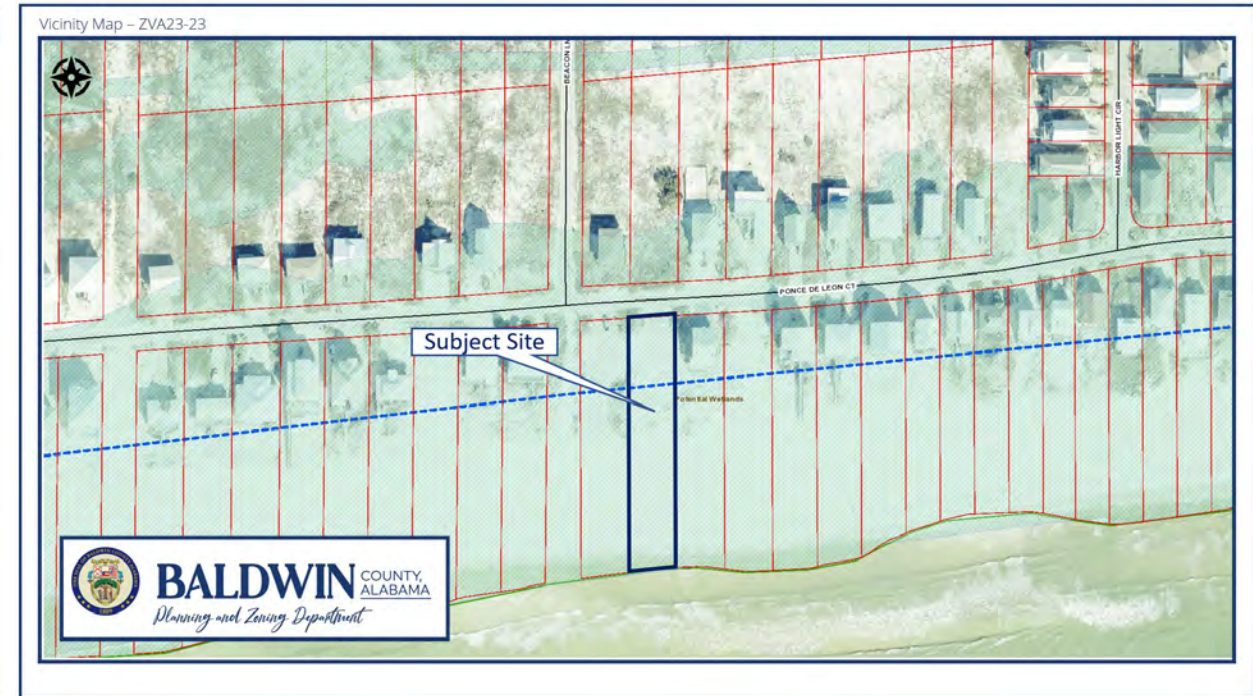 Vicinity Map – ZVA23-23
BEACON LN
HARBOR LIGHT CIR
PONCE DE LEON CT
Subject Site
Potential Wetlands
BALDWIN COUNTY,
ALABAMA
Planning and Zoning Department